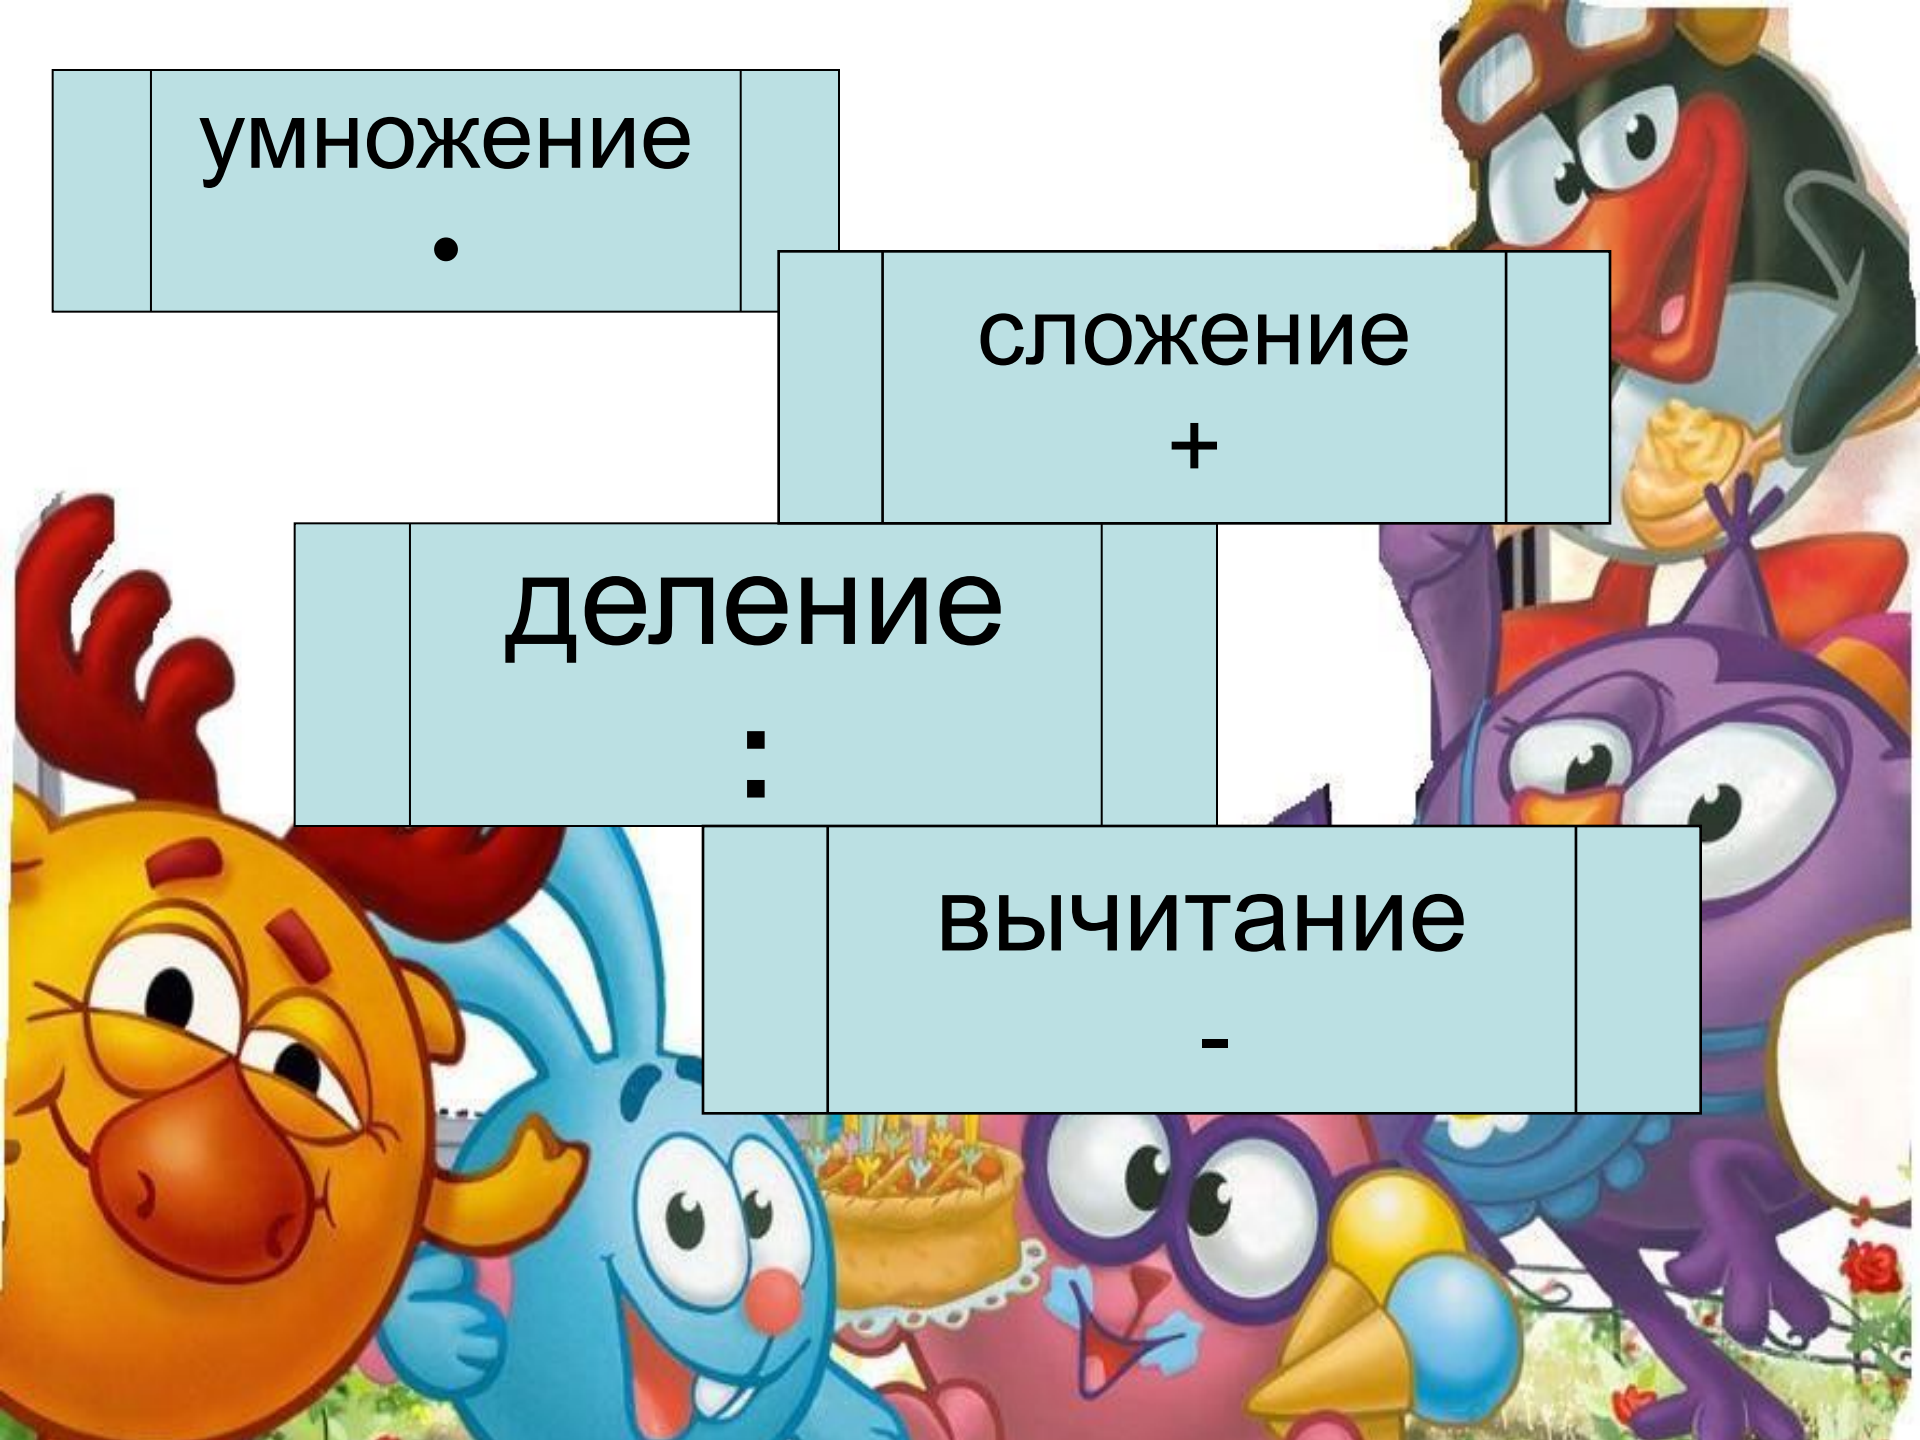 умножение
•
сложение
+
деление
:
вычитание
-